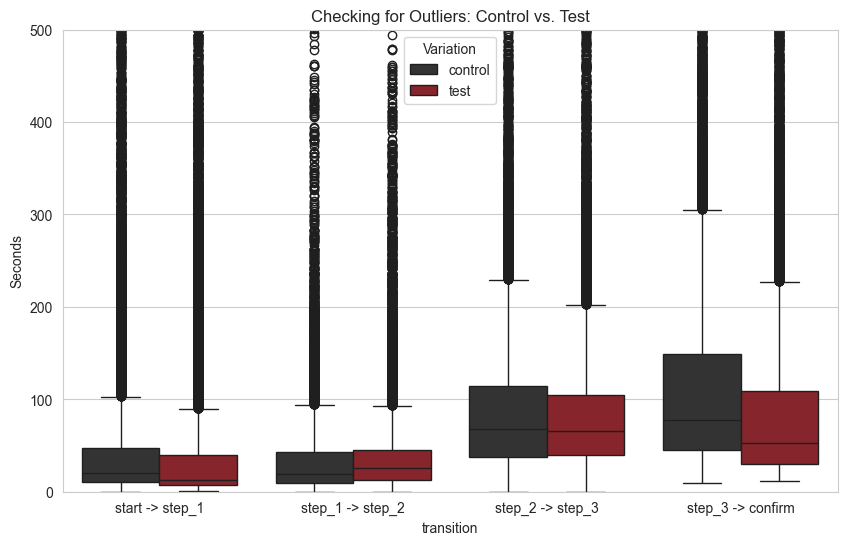 Checking for Outliers: Control vs. Test
Variation
control
test
Seconds
500
400
300
200
100
0
start -> step_1
step_1 -> step_2
step_2 -> step_3
step_3 -> confirm
transition